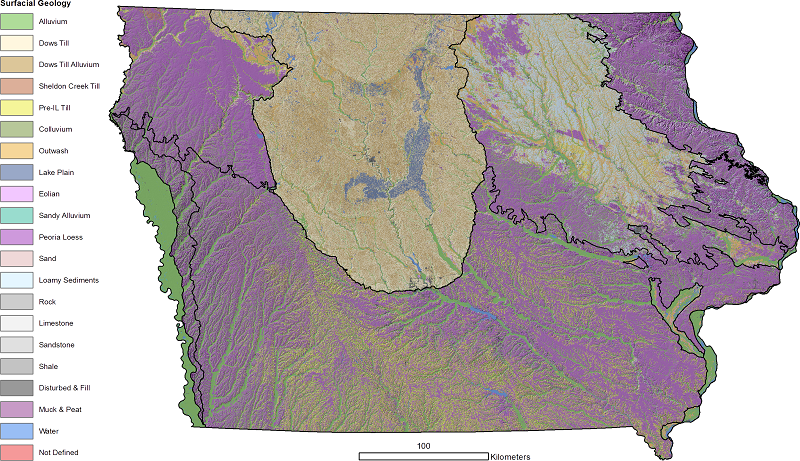 Surfacial Geology
Alluvium
Dows Till
Dows Till Alluvium
Sheldon Creek Till
Pre-IL Till
Colluvium
Outwash
Lake Plain
Eolian
Sandy Alluvium
Peoria Loess
Sand
Loamy Sediments
Rock
Limestone
Sandstone
Shale
Disturbed & Fill
Muck & Peat
Water
Not Defined
100
Kilometers